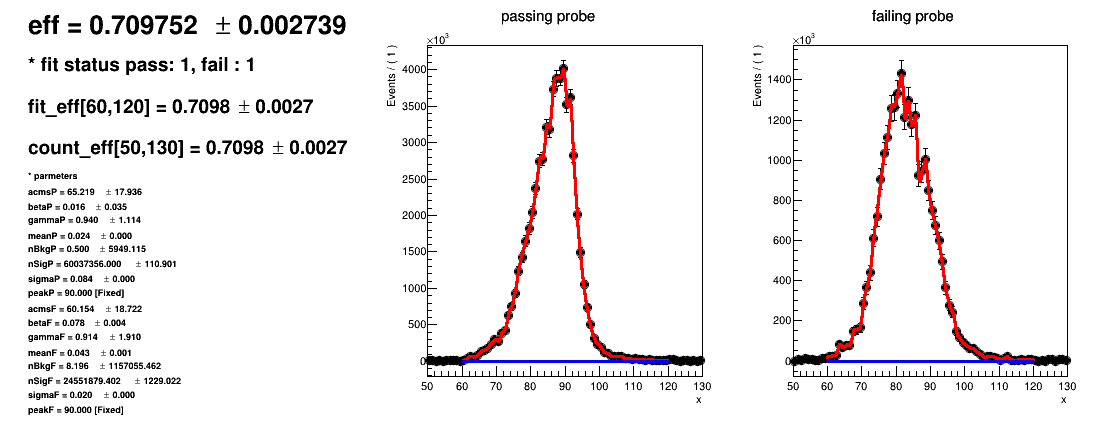 eff = 0.709752 ± 0.002739
* fit status pass: 1, fail : 1
fit_eff[60,120] = 0.7098 ± 0.0027
count_eff[50,130] = 0.7098 ± 0.0027
* parmeters
acmsP = 65.219 ± 17.936
betaP = 0.016 ± 0.035
gammaP = 0.940 ± 1.114
meanP = 0.024 ± 0.000
nBkgP = 0.500 ± 5949.115
nSigP = 60037356.000 ± 110.901
sigmaP = 0.084 ± 0.000
peakP = 90.000 [Fixed]
acmsF = 60.154 ± 18.722
betaF = 0.078 ± 0.004
gammaF = 0.914 ± 1.910
meanF = 0.043 ± 0.001
nBkgF = 8.196 ± 1157055.462
nSigF = 24551879.402 ± 1229.022
sigmaF = 0.020 ± 0.000
peakF = 90.000 [Fixed]
passing probe
×10³
Events / ( 1 )
4000
3500
3000
2500
2000
1500
1000
500
0
50 60 70 80 90 100 110 120 130
x
failing probe
×10³
Events / ( 1 )
1400
1200
1000
800
600
400
200
0
50 60 70 80 90 100 110 120 130
x